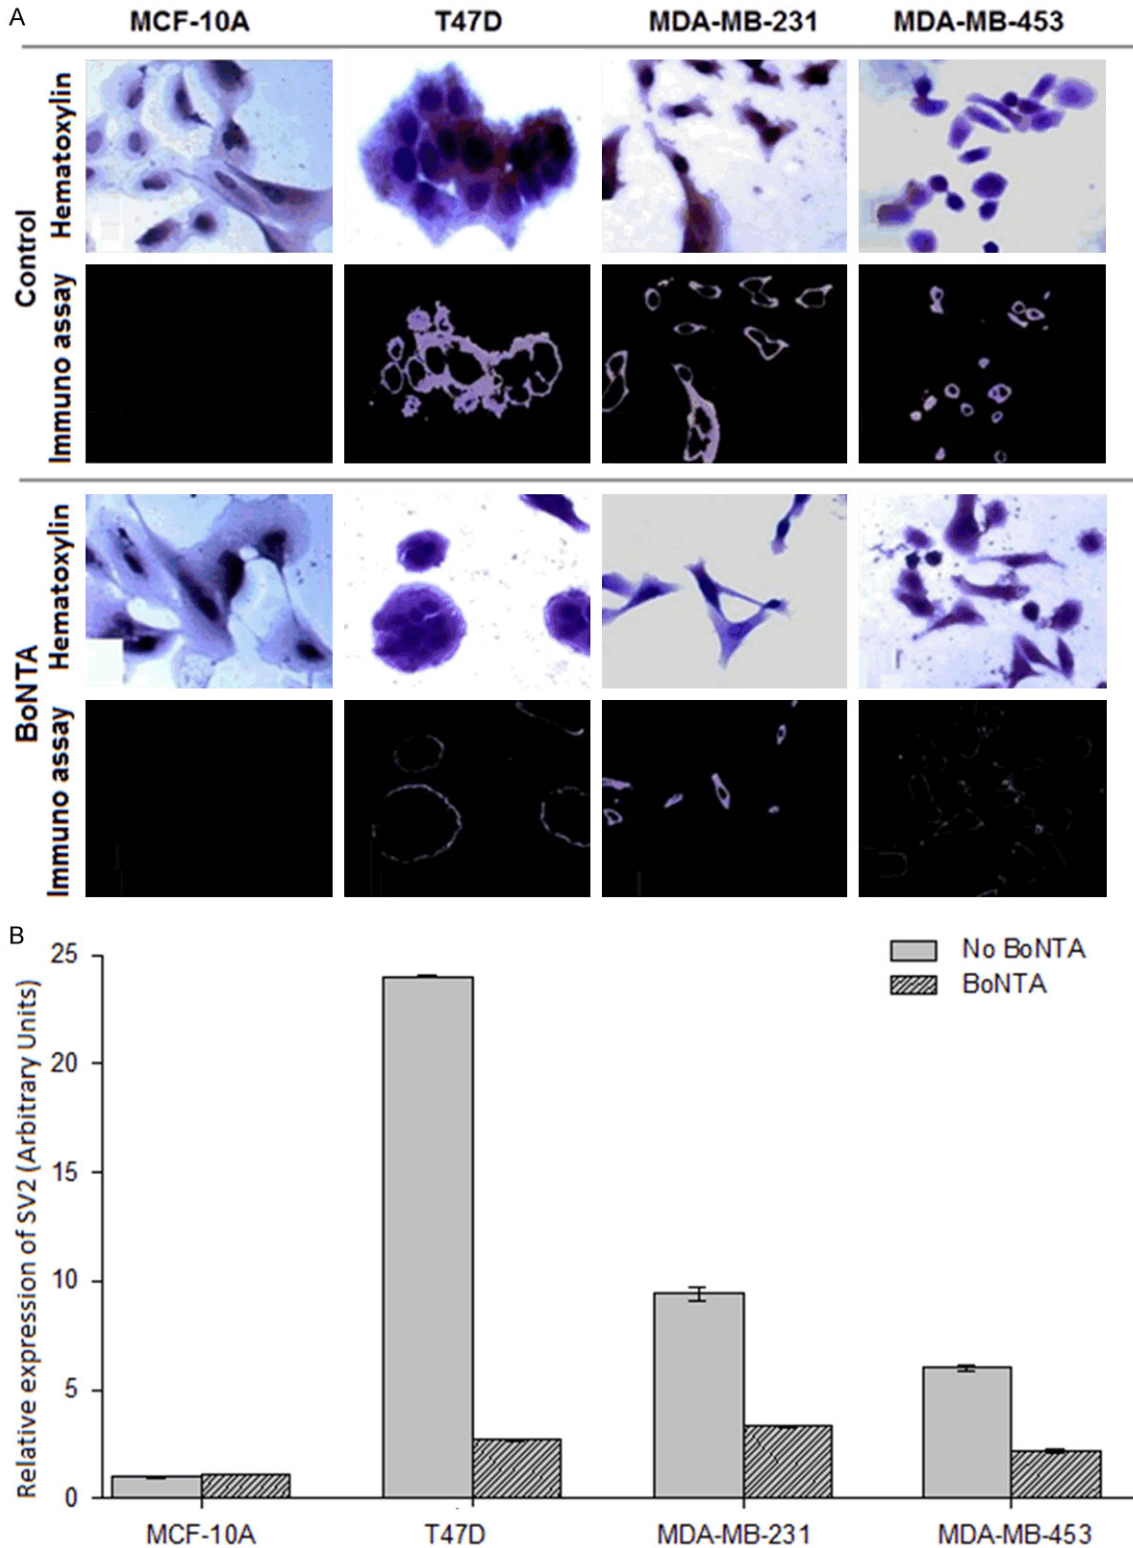 A
MCF-10A T47D MDA-MB-231 MDA-MB-453
Control
Hematoxylin
Immuno assay
BoNTA
Hematoxylin
Immuno assay
B
No BoNTA
BoNTA
Relative expression of SV2 (Arbitrary Units)
25
20
15
10
5
0
MCF-10A T47D MDA-MB-231 MDA-MB-453